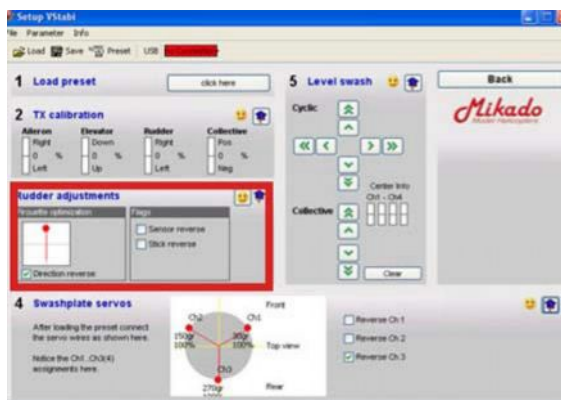 Setup VStabi
File Parameter Info
Load Save Preset USB
1 Load preset
click here
2 TX calibration
Aileron Elevator Rudder Collective
Right Down Right Pos
0 % 0 % 0 % 0 %
Left Up Left Neg
Rudder adjustments
Pirouette optimization
Flags
Sensor reverse
Stick reverse
Direction reverse
5 Level swash
Cyclic
Collective
Center Info
Ch1 - Ch4
Clear
Back
Mikado
Model Helicopters
4 Swashplate servos
After loading the preset connect
the servo wires as shown here.
Notice the Ch1..Ch3(4)
assignments here.
Front
Ch2 Ch1
150gr 30gr
100% 100%
Top view
Ch3
270gr
Rear
Reverse Ch 1
Reverse Ch 2
Reverse Ch 3